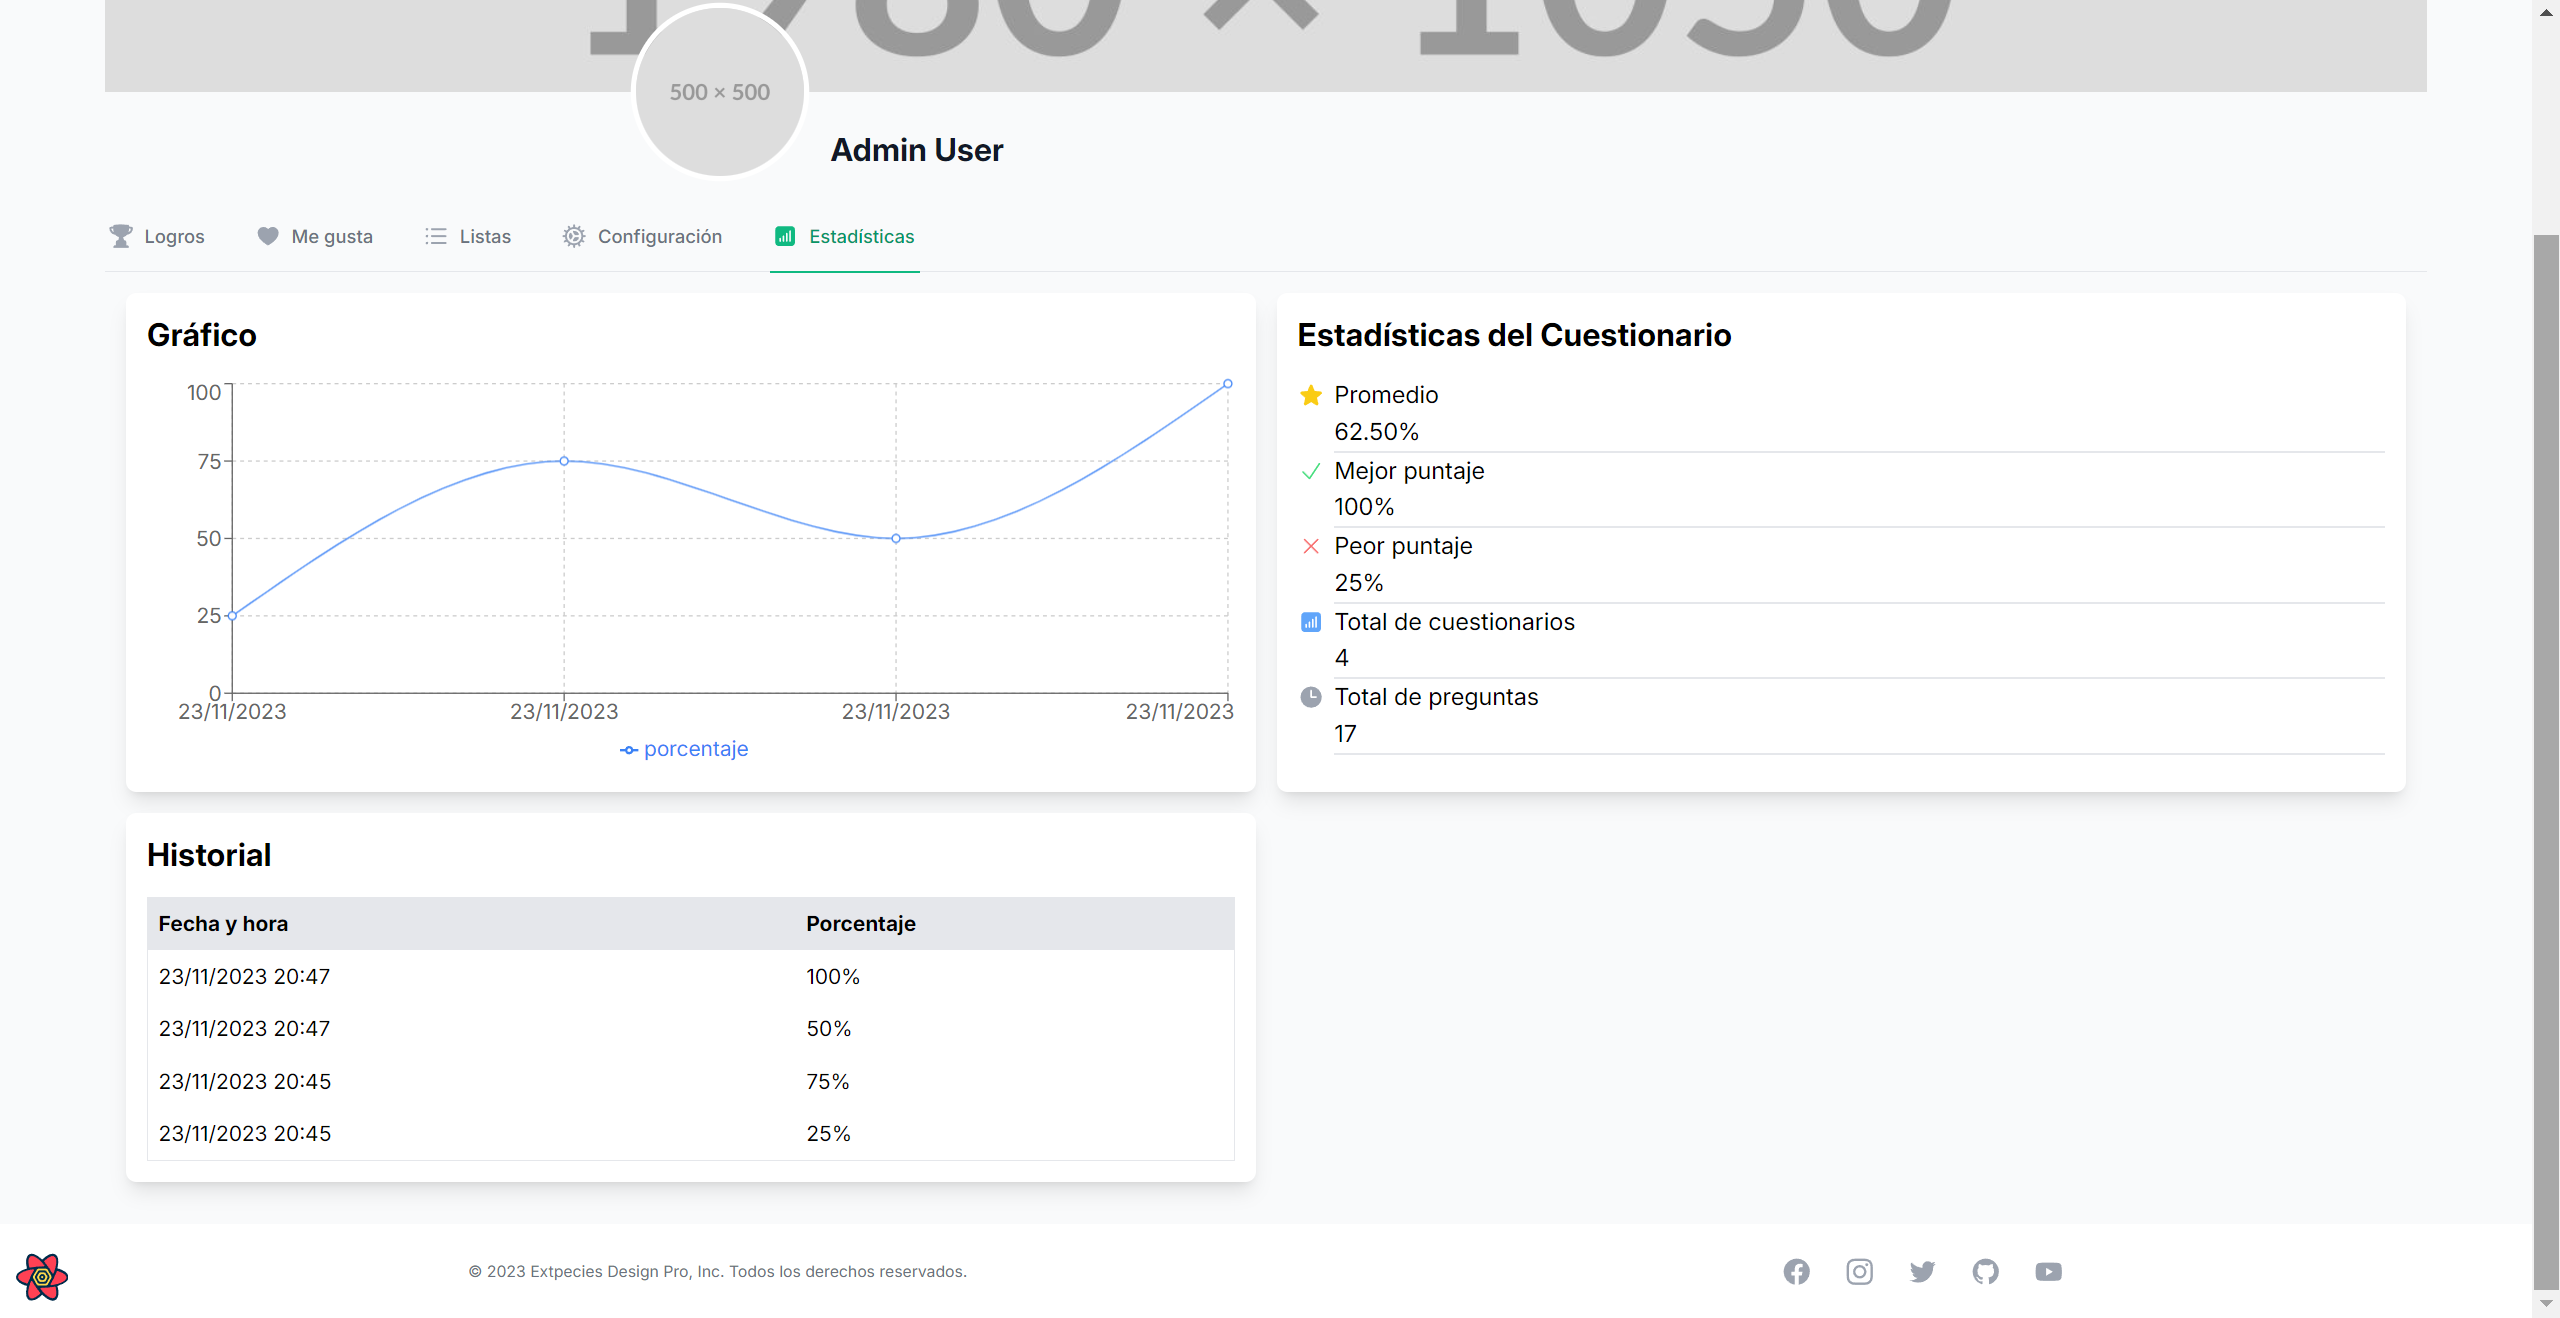 1980 × 1050
500 × 500
Admin User
Logros
Me gusta
Listas
Configuración
Estadísticas
Gráfico
100
75
50
25
0
23/11/2023 23/11/2023 23/11/2023 23/11/2023
porcentaje
Estadísticas del Cuestionario
Promedio
62.50%
Mejor puntaje
100%
Peor puntaje
25%
Total de cuestionarios
4
Total de preguntas
17
Historial
Fecha y hora Porcentaje
23/11/2023 20:47 100%
23/11/2023 20:47 50%
23/11/2023 20:45 75%
23/11/2023 20:45 25%
© 2023 Extpecies Design Pro, Inc. Todos los derechos reservados.